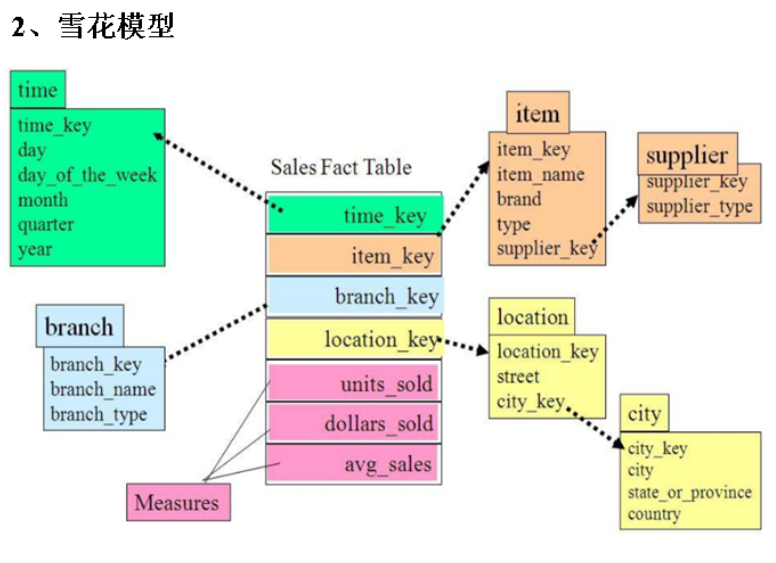 2、雪花模型
time
time_key
day
day_of_the_week
month
quarter
year
Sales Fact Table
time_key
item_key
branch_key
location_key
units_sold
dollars_sold
avg_sales
item
item_key
item_name
brand
type
supplier_key
supplier
supplier_key
supplier_type
branch
branch_key
branch_name
branch_type
location
location_key
street
city_key
city
city_key
city
state_or_province
country
Measures